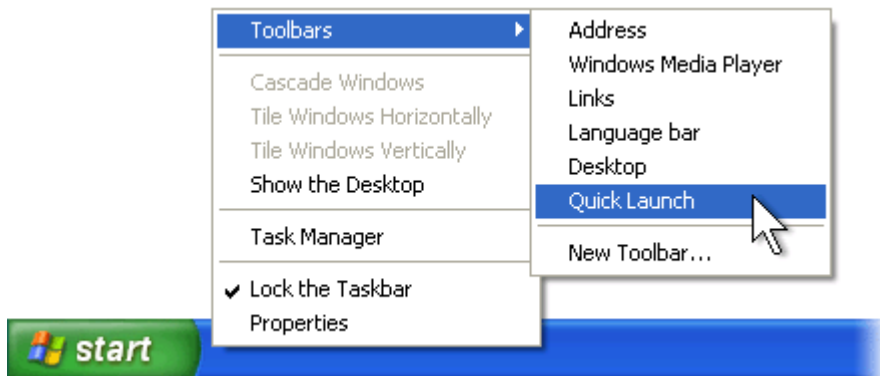 Toolbars
Cascade Windows
Tile Windows Horizontally
Tile Windows Vertically
Show the Desktop
Task Manager
Lock the Taskbar
Properties
Address
Windows Media Player
Links
Language bar
Desktop
Quick Launch
New Toolbar...
start